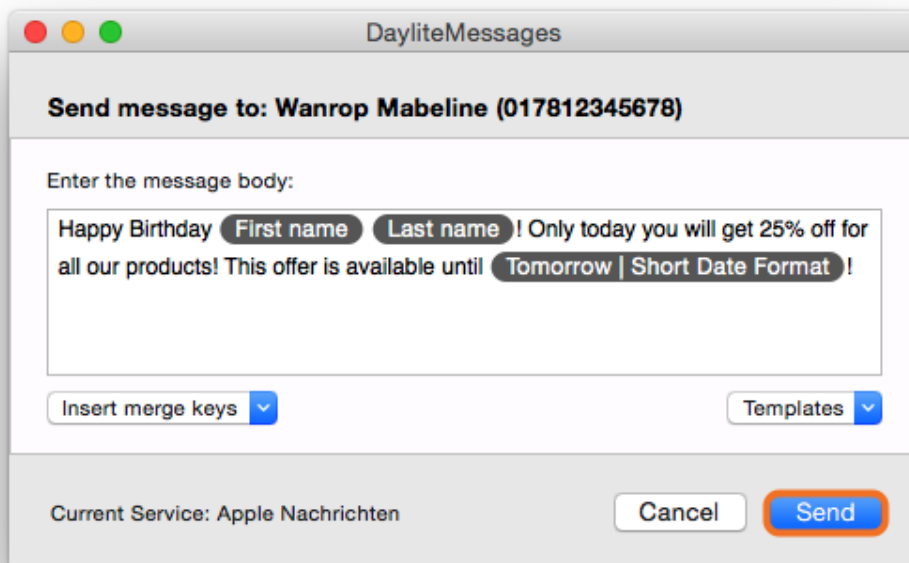 DayliteMessages
Send message to: Wanrop Mabeline (017812345678)
Enter the message body:
Happy Birthday First name Last name ! Only today you will get 25% off for
all our products! This offer is available until Tomorrow | Short Date Format !
Insert merge keys Templates
Current Service: Apple Nachrichten Cancel Send